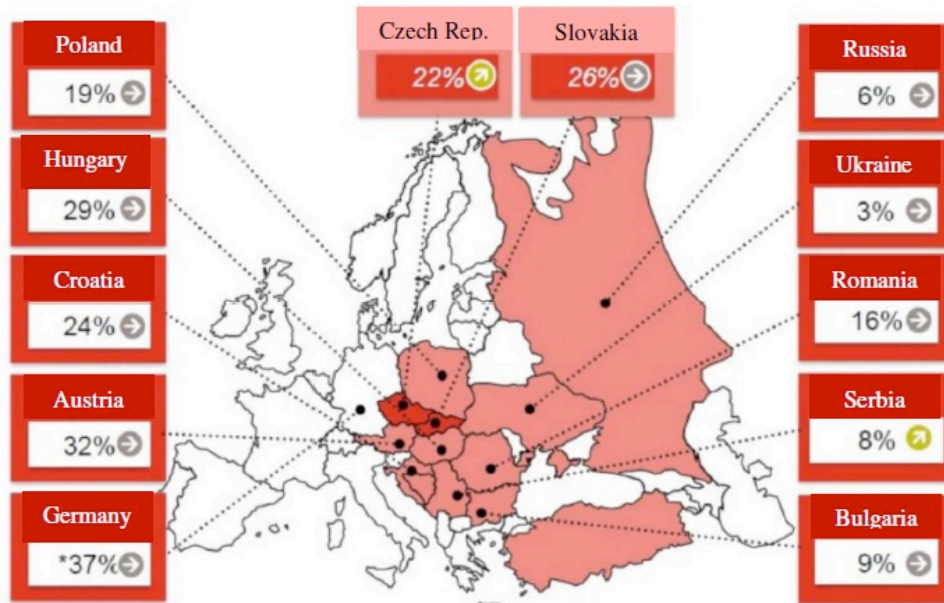 Czech Rep.
22%
Slovakia
26%
Poland
19%
Hungary
29%
Croatia
24%
Austria
32%
Germany
*37%
Russia
6%
Ukraine
3%
Romania
16%
Serbia
8%
Bulgaria
9%